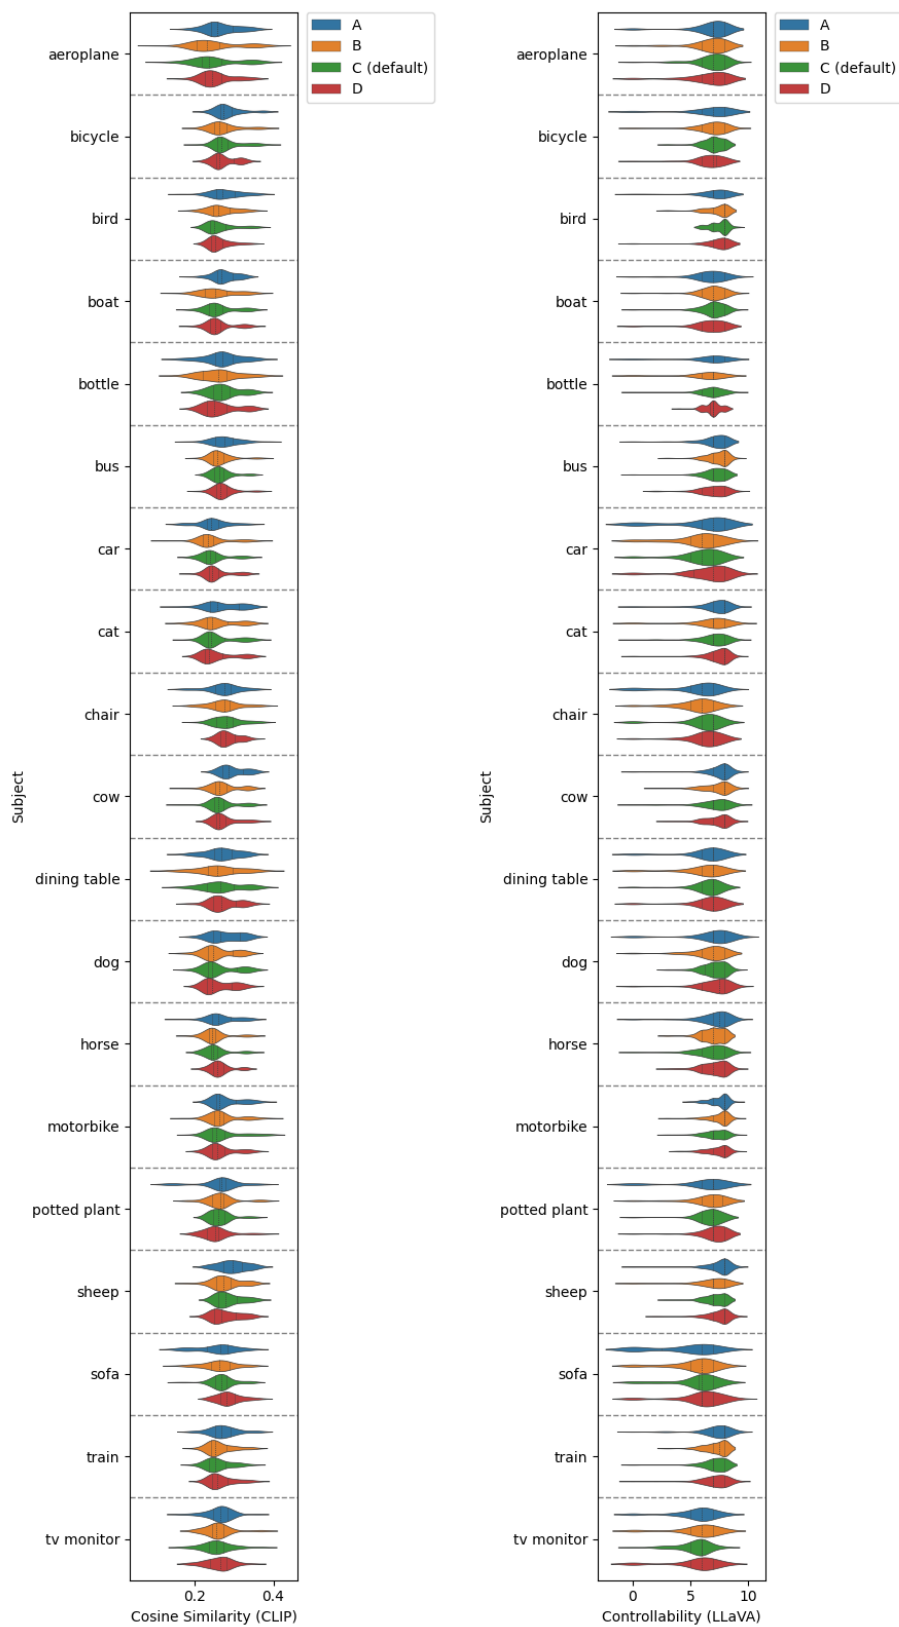 A
B
C (default)
D
aeroplane
bicycle
bird
boat
bottle
bus
car
cat
chair
cow
dining table
dog
horse
motorbike
potted plant
sheep
sofa
train
tv monitor
Subject
0.2 0.4
Cosine Similarity (CLIP)
A
B
C (default)
D
aeroplane
bicycle
bird
boat
bottle
bus
car
cat
chair
cow
dining table
dog
horse
motorbike
potted plant
sheep
sofa
train
tv monitor
Subject
0 5 10
Controllability (LLaVA)